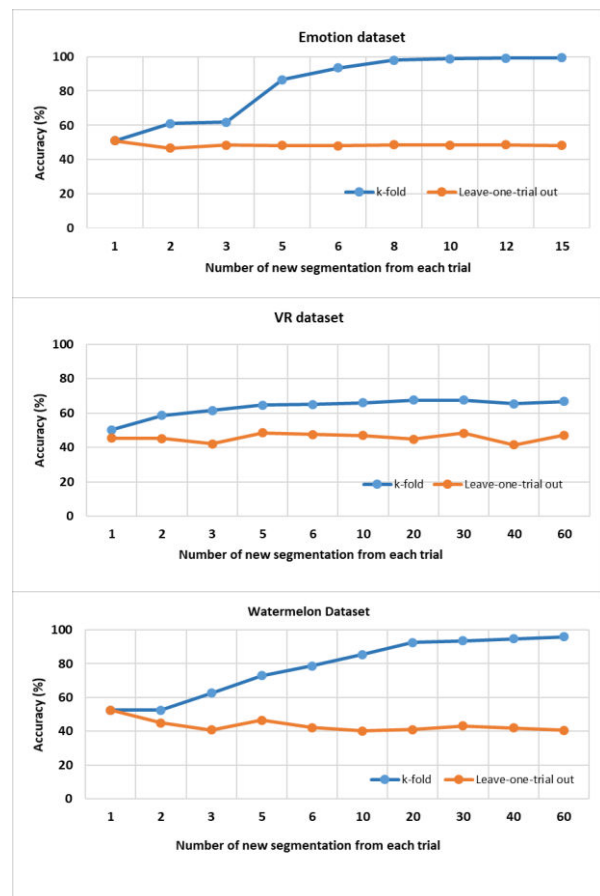 Emotion dataset
100
80
60
40
20
0
Accuracy (%)
k-fold Leave-one-trial out
1 2 3 5 6 8 10 12 15
Number of new segmentation from each trial
VR dataset
100
80
60
40
20
0
Accuracy (%)
k-fold Leave-one-trial out
1 2 3 5 6 10 20 30 40 60
Number of new segmentation from each trial
Watermelon Dataset
100
80
60
40
20
0
Accuracy (%)
k-fold Leave-one-trial out
1 2 3 5 6 10 20 30 40 60
Number of new segmentation from each trial